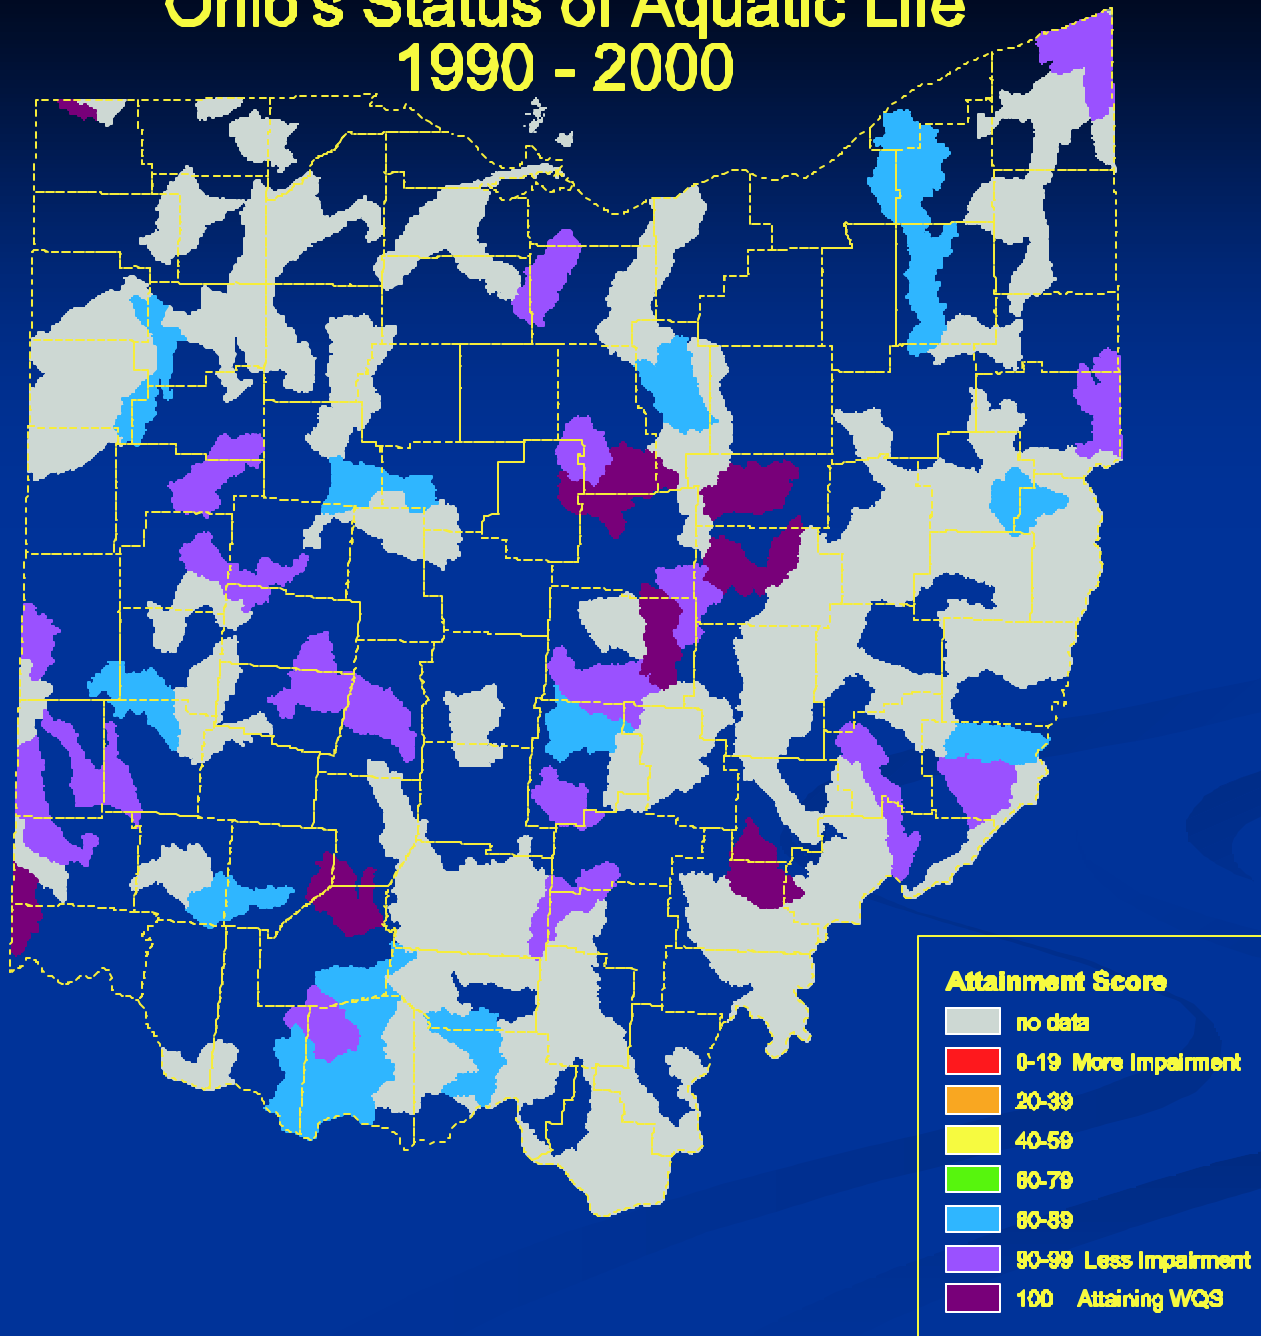 Ohio's Status of Aquatic Life
1990 - 2000
Attainment Score
no data
0-19 More Impairment
20-39
40-59
60-79
80-89
90-99 Less Impairment
100 Attaining WQS